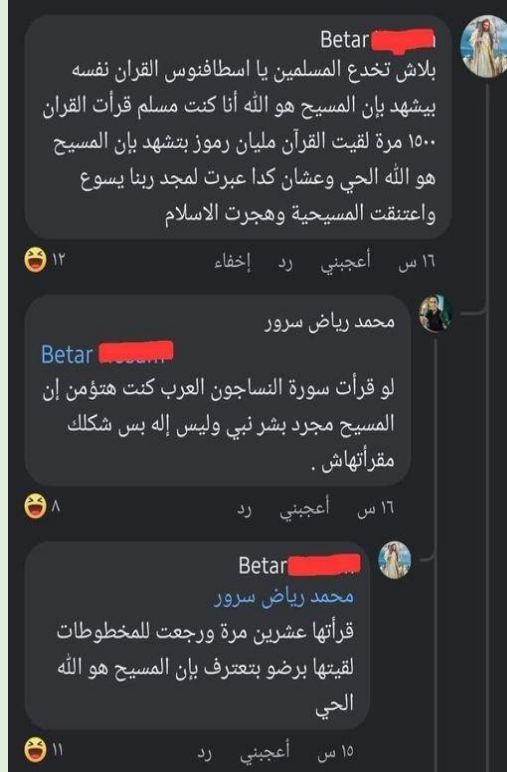 Betar
بلاش تخدع المسلمين يا اسطافنوس القران نفسه
بيشهد بإن المسيح هو الله أنا كنت مسلم قرأت القران
١٥٠٠ مرة لقيت القرآن مليان رموز بتشهد بإن المسيح
هو الله الحي وعشان كدا عبرت لمجد ربنا يسوع
واعتنقت المسيحية وهجرت الاسلام
١٦ س أعجبني رد إخفاء ١٢
محمد رياض سرور
Betar
لو قرأت سورة النساجون العرب كنت هتؤمن إن
المسيح مجرد بشر نبي وليس إله بس شكلك
مقرأتهاش .
١٦ س أعجبني رد ٨
Betar
محمد رياض سرور
قرأتها عشرين مرة ورجعت للمخطوطات
لقيتها برضو بتعترف بإن المسيح هو الله
الحي
١٥ س أعجبني رد ١١